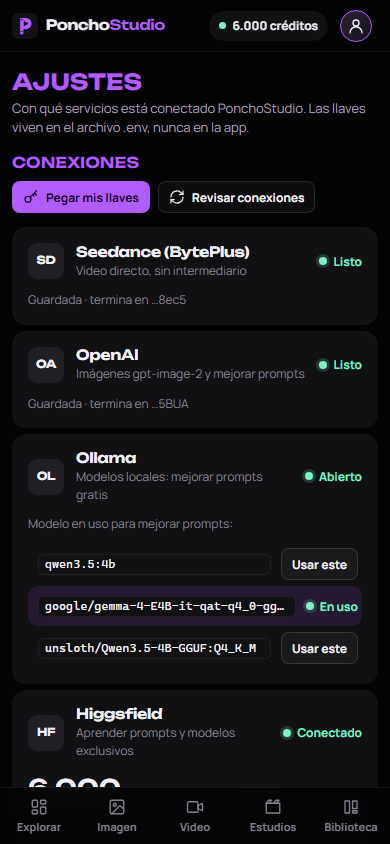 PonchoStudio
6.000 créditos
AJUSTES
Con qué servicios está conectado PonchoStudio. Las llaves
viven en el archivo .env, nunca en la app.
CONEXIONES
Pegar mis llaves
Revisar conexiones
SD
Seedance (BytePlus)
Video directo, sin intermediario
Listo
Guardada · termina en …8ec5
OA
OpenAI
Imágenes gpt-image-2 y mejorar prompts
Listo
Guardada · termina en …5BUA
OL
Ollama
Modelos locales: mejorar prompts
gratis
Abierto
Modelo en uso para mejorar prompts:
qwen3.5:4b
Usar este
google/gemma-4-E4B-it-qat-q4_0-gg…
En uso
unsloth/Qwen3.5-4B-GGUF:Q4_K_M
Usar este
HF
Higgsfield
Aprender prompts y modelos
exclusivos
Conectado
6.000
Explorar
Imagen
Video
Estudios
Biblioteca